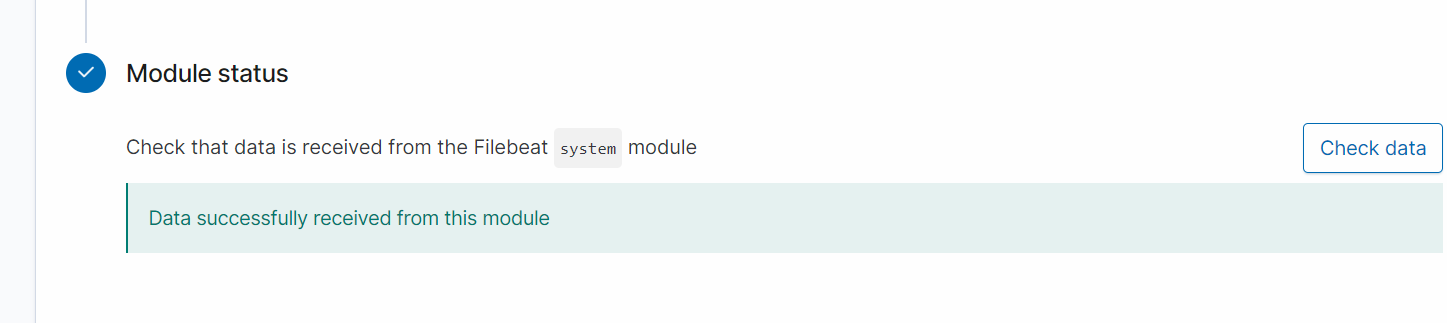 Module status
Check that data is received from the Filebeat system module
Check data
Data successfully received from this module